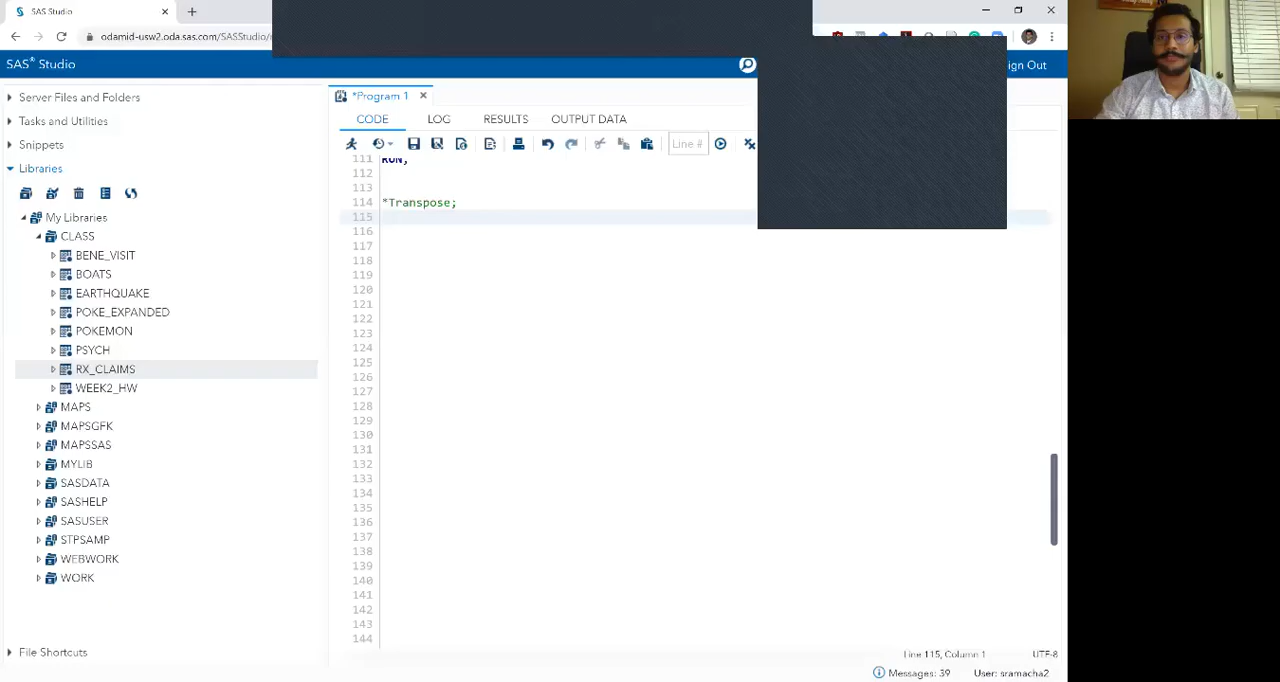 SAS Studio
odamid-usw2.oda.sas.com/SASStudio/
SAS® Studio
ign Out
Server Files and Folders
Tasks and Utilities
Snippets
Libraries
My Libraries
CLASS
BENE_VISIT
BOATS
EARTHQUAKE
POKE_EXPANDED
POKEMON
PSYCH
RX_CLAIMS
WEEK2_HW
MAPS
MAPSGFK
MAPSSAS
MYLIB
SASDATA
SASHELP
SASUSER
STPSAMP
WEBWORK
WORK
File Shortcuts
*Program 1
CODE LOG RESULTS OUTPUT DATA
Line #
111 RUN;
112
113
114 *Transpose;
115
116
117
118
119
120
121
122
123
124
125
126
127
128
129
130
131
132
133
134
135
136
137
138
139
140
141
142
143
144
Line 115, Column 1 UTF-8
Messages: 39 User: sramacha2